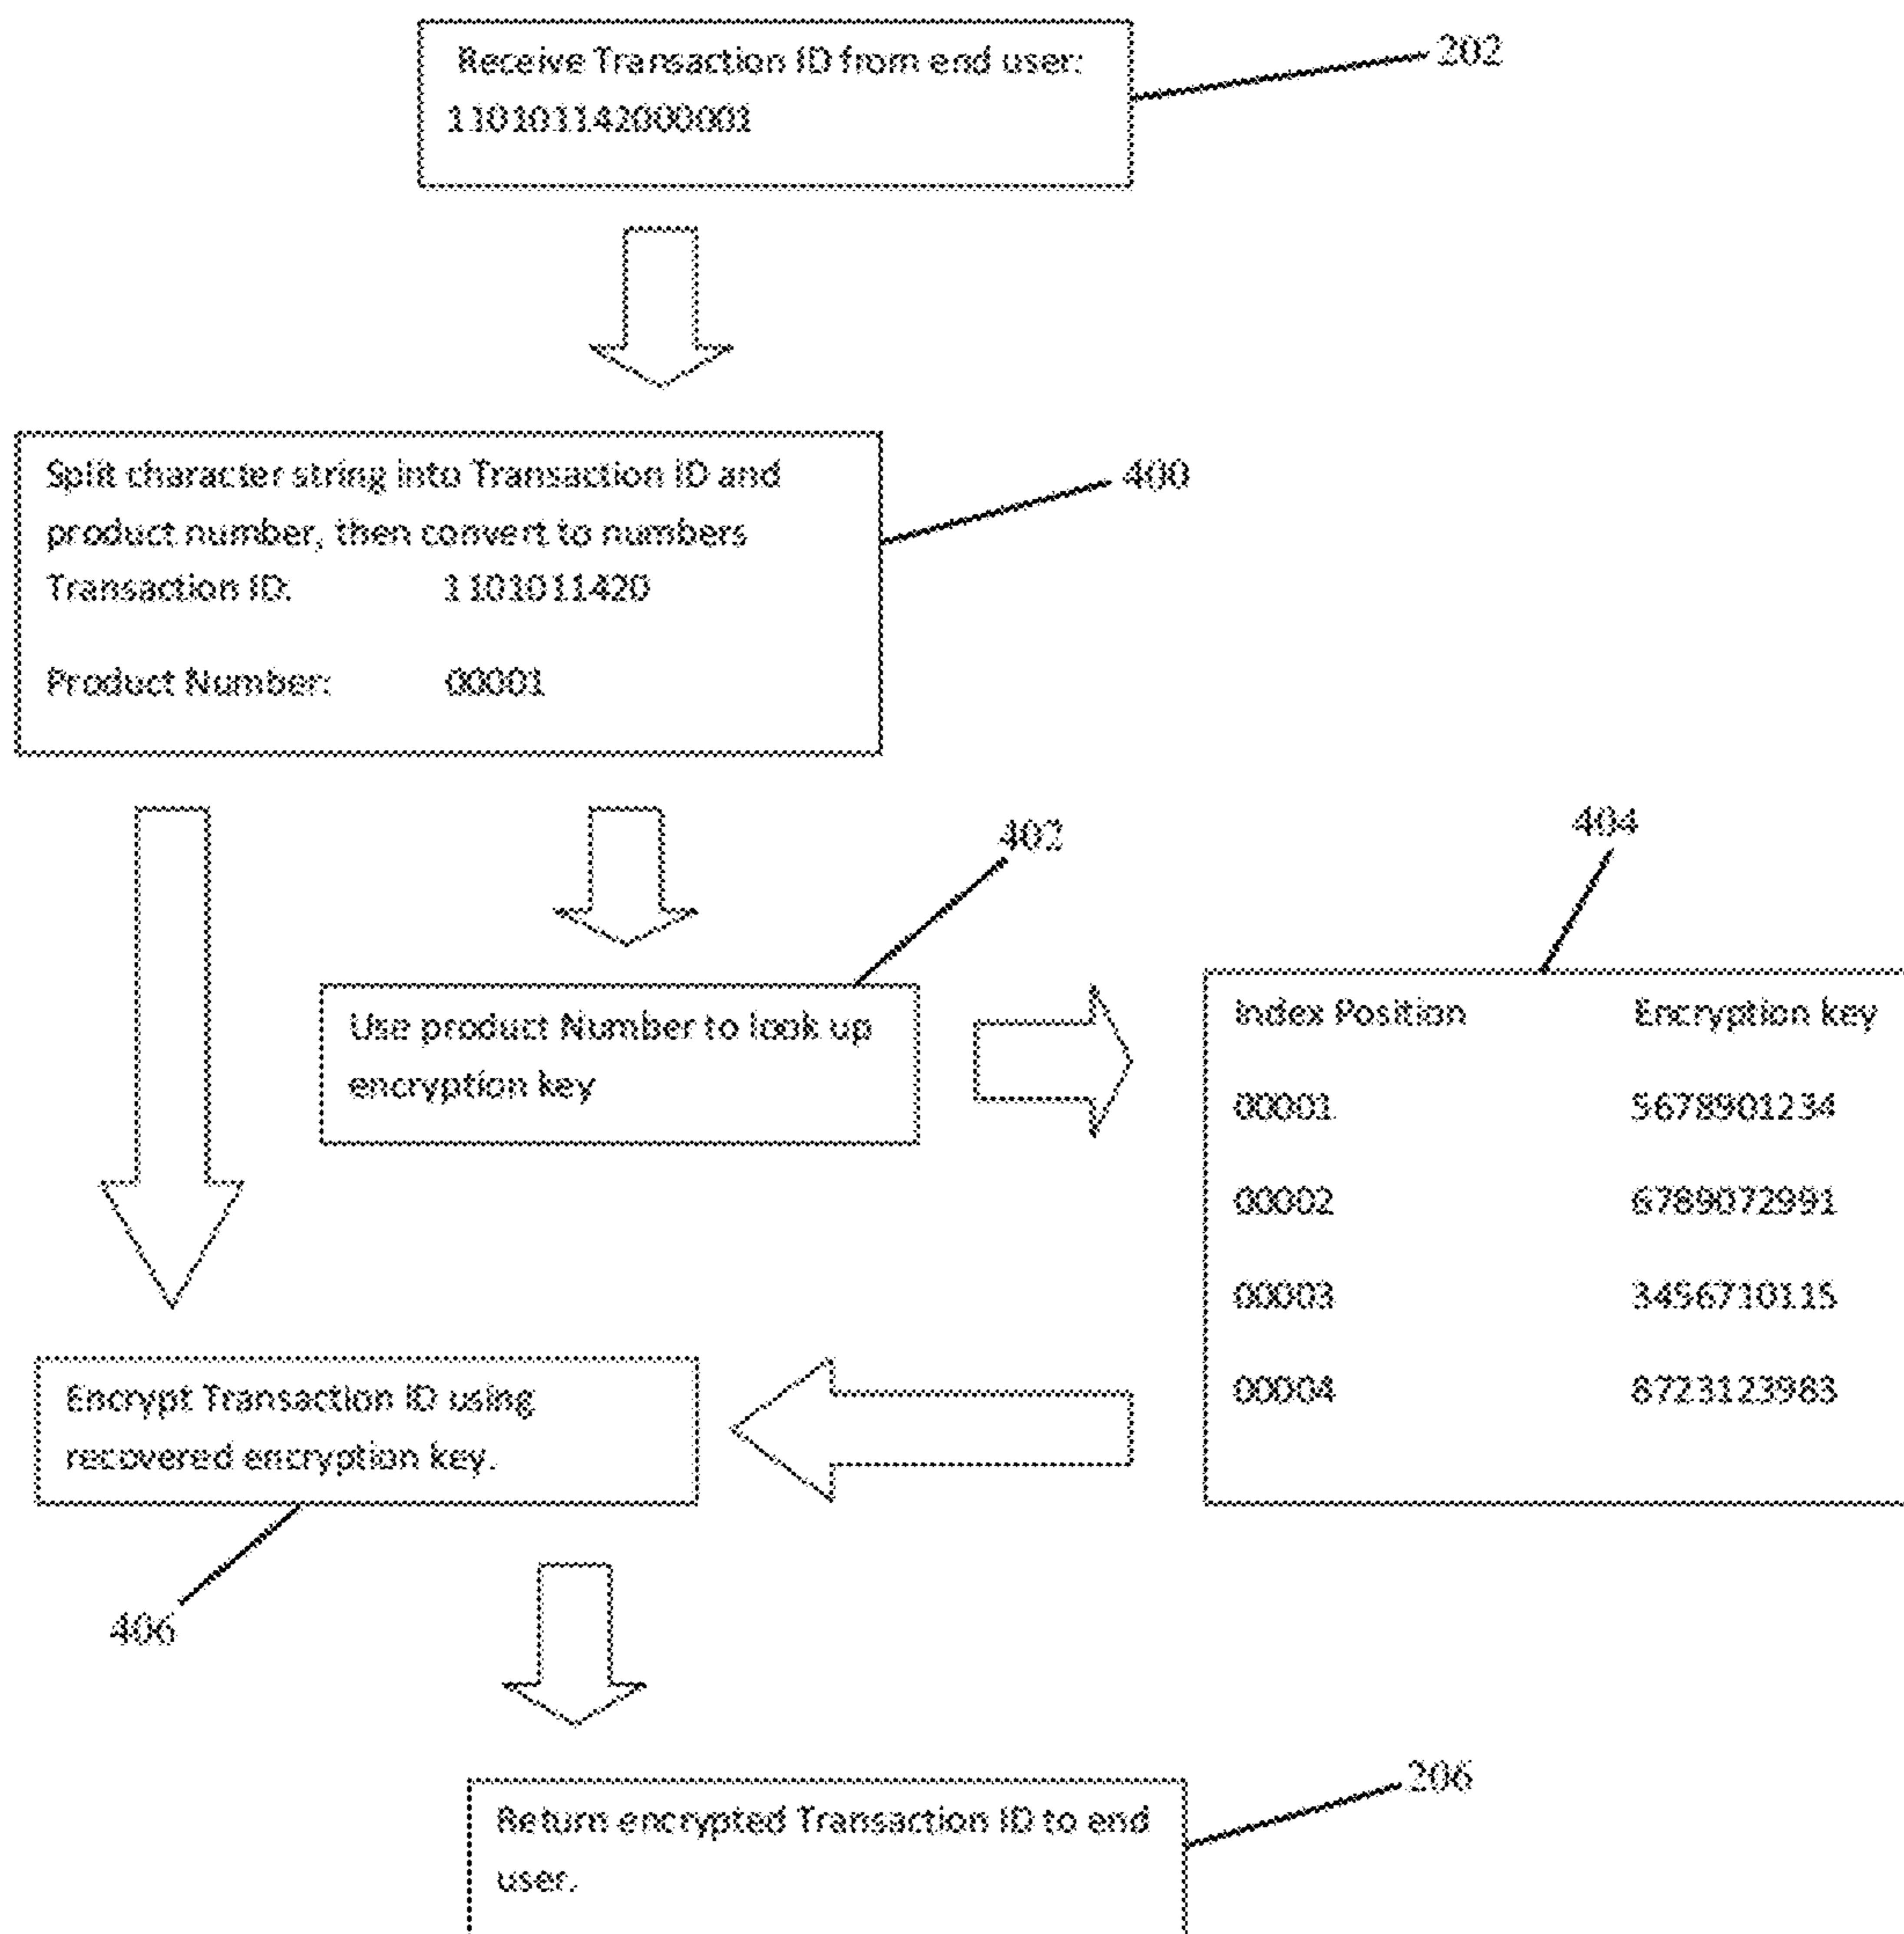 Receive Transaction ID from end user:
110101142000001
202
Split character string into Transaction ID and
product number, then convert to numbers
Transaction ID: 1101011420
Product Number: 00001
400
402
Use product Number to look up
encryption key
404
Index Position Encryption key
00001 5678901234
00002 6789072991
00003 3456710115
00004 8723123983
Encrypt Transaction ID using
recovered encryption key.
406
Return encrypted Transaction ID to end
user.
206